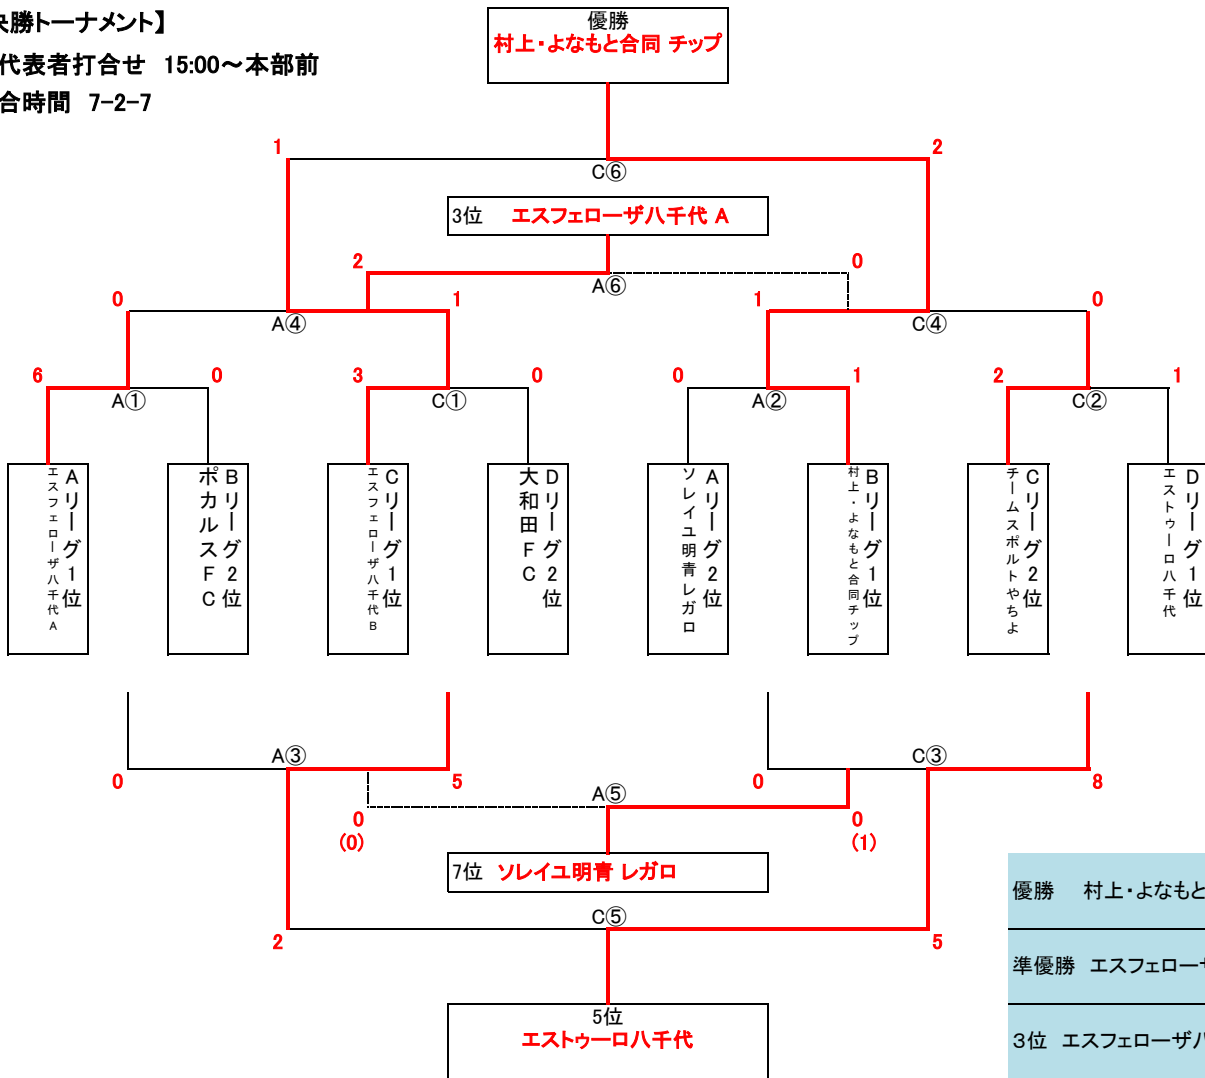 決勝トーナメント】
代表者打合せ 15:00～本部前
合時間 7-2-7
優勝
村上・よなもと合同 チップ
1
2
C⑥
3位 エスフェローザ八千代 A
2
0
A⑥
0
1
1
0
A④
C④
6
0
3
0
0
1
2
1
A①
C①
A②
C②
Aリーグ1位
エスフェローザ八千代A
Bリーグ2位
ポカルスFC
Cリーグ1位
エスフェローザ八千代B
Dリーグ2位
大和田FC
Aリーグ2位
ソレイユ明青レガロ
Bリーグ1位
村上・よなもと合同チップ
Cリーグ2位
チームスポルトやちよ
Dリーグ1位
エストゥーロ八千代
A③
C③
0
5
0
8
A⑤
0
(0)
0
(1)
7位 ソレイユ明青 レガロ
C⑤
2
5
5位
エストゥーロ八千代
優勝 村上・よなもと
準優勝 エスフェロー
3位 エスフェローザ